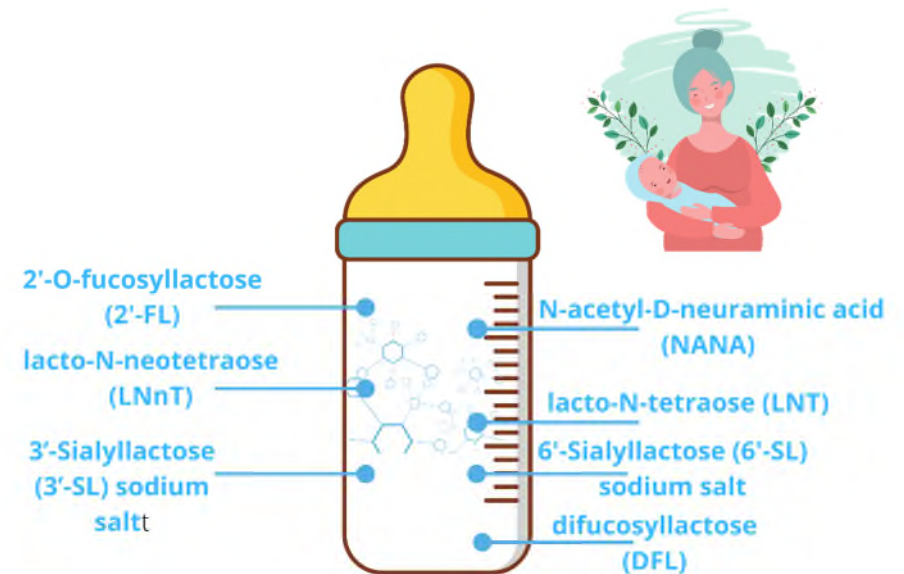 2'-O-fucosyllactose
(2'-FL)
lacto-N-neotetraose
(LNnT)
3’-Sialyllactose
(3’-SL) sodium
saltt
N-acetyl-D-neuraminic acid
(NANA)
lacto-N-tetraose (LNT)
6'-Sialyllactose (6'-SL)
sodium salt
difucosyllactose
(DFL)